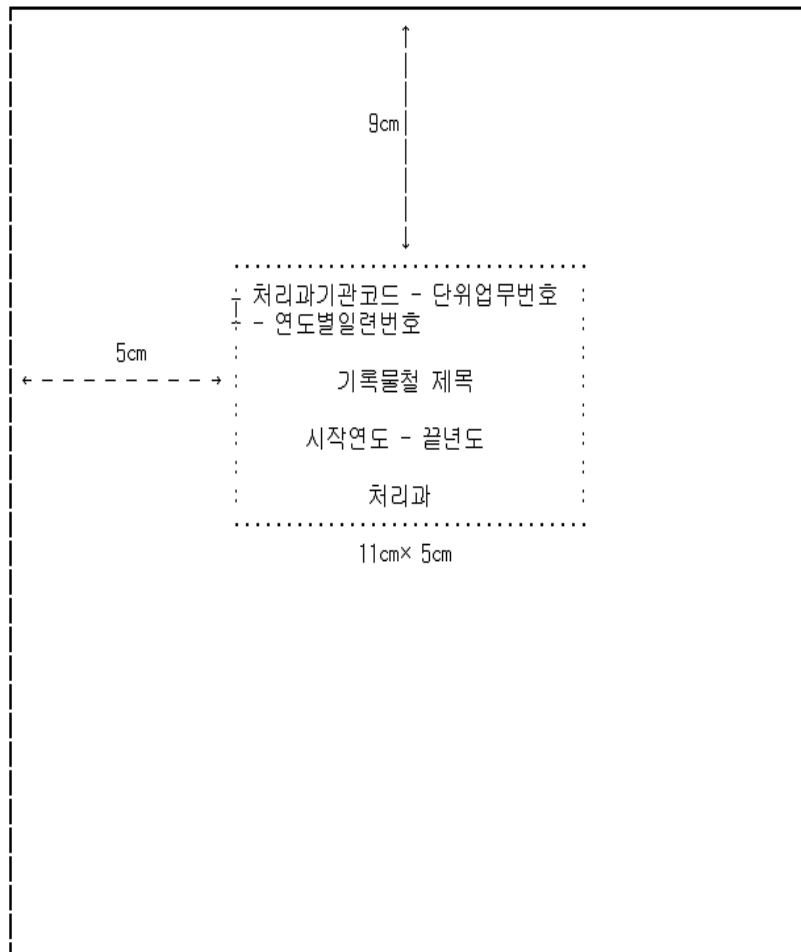 9cm
처리과기관코드 - 단위업무번호
- 연도별일련번호
5cm
기록물철 제목
시작연도 - 끝년도
처리과
11cm× 5cm